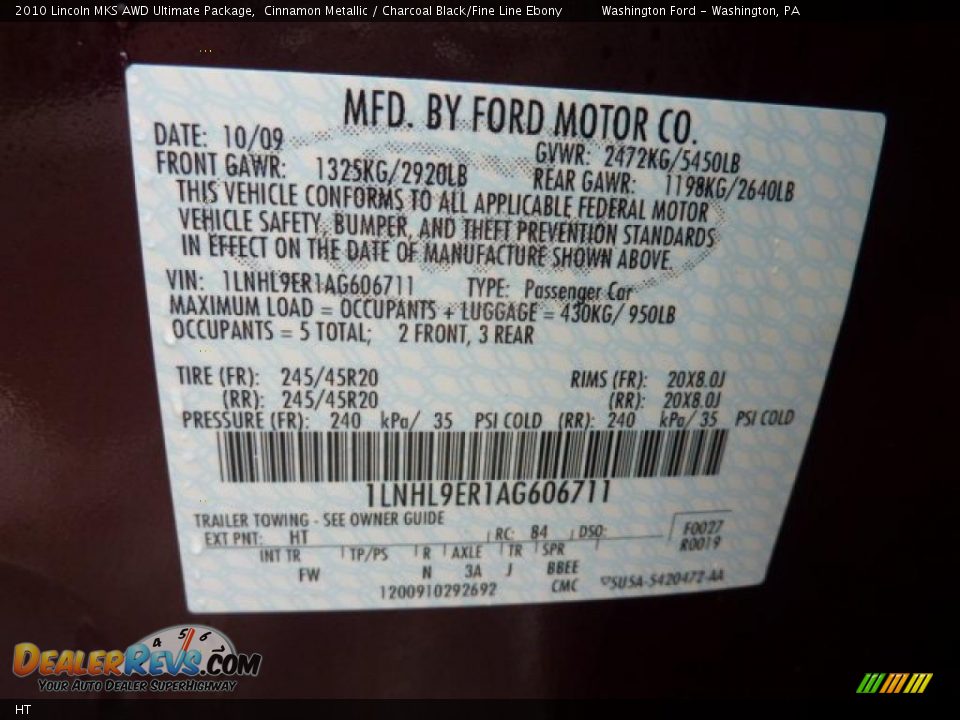 2010 Lincoln MKS AWD Ultimate Package,  Cinnamon Metallic / Charcoal Black/Fine Line Ebony  Washington Ford - Washington, PA
MFD. BY FORD MOTOR CO.
DATE: 10/09  GVWR: 2472KG/5450LB
FRONT GAWR: 1325KG/2920LB  REAR GAWR: 1198KG/2640LB
THIS VEHICLE CONFORMS TO ALL APPLICABLE FEDERAL MOTOR
VEHICLE SAFETY, BUMPER, AND THEFT PREVENTION STANDARDS
IN EFFECT ON THE DATE OF MANUFACTURE SHOWN ABOVE.
VIN: 1LNHL9ER1AG606711  TYPE: Passenger Car
MAXIMUM LOAD = OCCUPANTS + LUGGAGE = 430KG/ 950LB
OCCUPANTS = 5 TOTAL; 2 FRONT, 3 REAR
TIRE (FR): 245/45R20  RIMS (FR): 20X8.0J
(RR): 245/45R20  (RR): 20X8.0J
PRESSURE (FR): 240 kPa/ 35 PSI COLD (RR): 240 kPa/ 35 PSI COLD
1LNHL9ER1AG606711
TRAILER TOWING - SEE OWNER GUIDE
EXT PNT: HT  RC: 84  DSO:  F0027
R0019
INT TR  TP/PS  R  AXLE  TR  SPR
FW  N  3A  J  BBEE
1200910292692  CMC  SUSA-5420472-AA
4 5 6
DealerRevs.com
Your Auto Dealer SuperHighway
HT